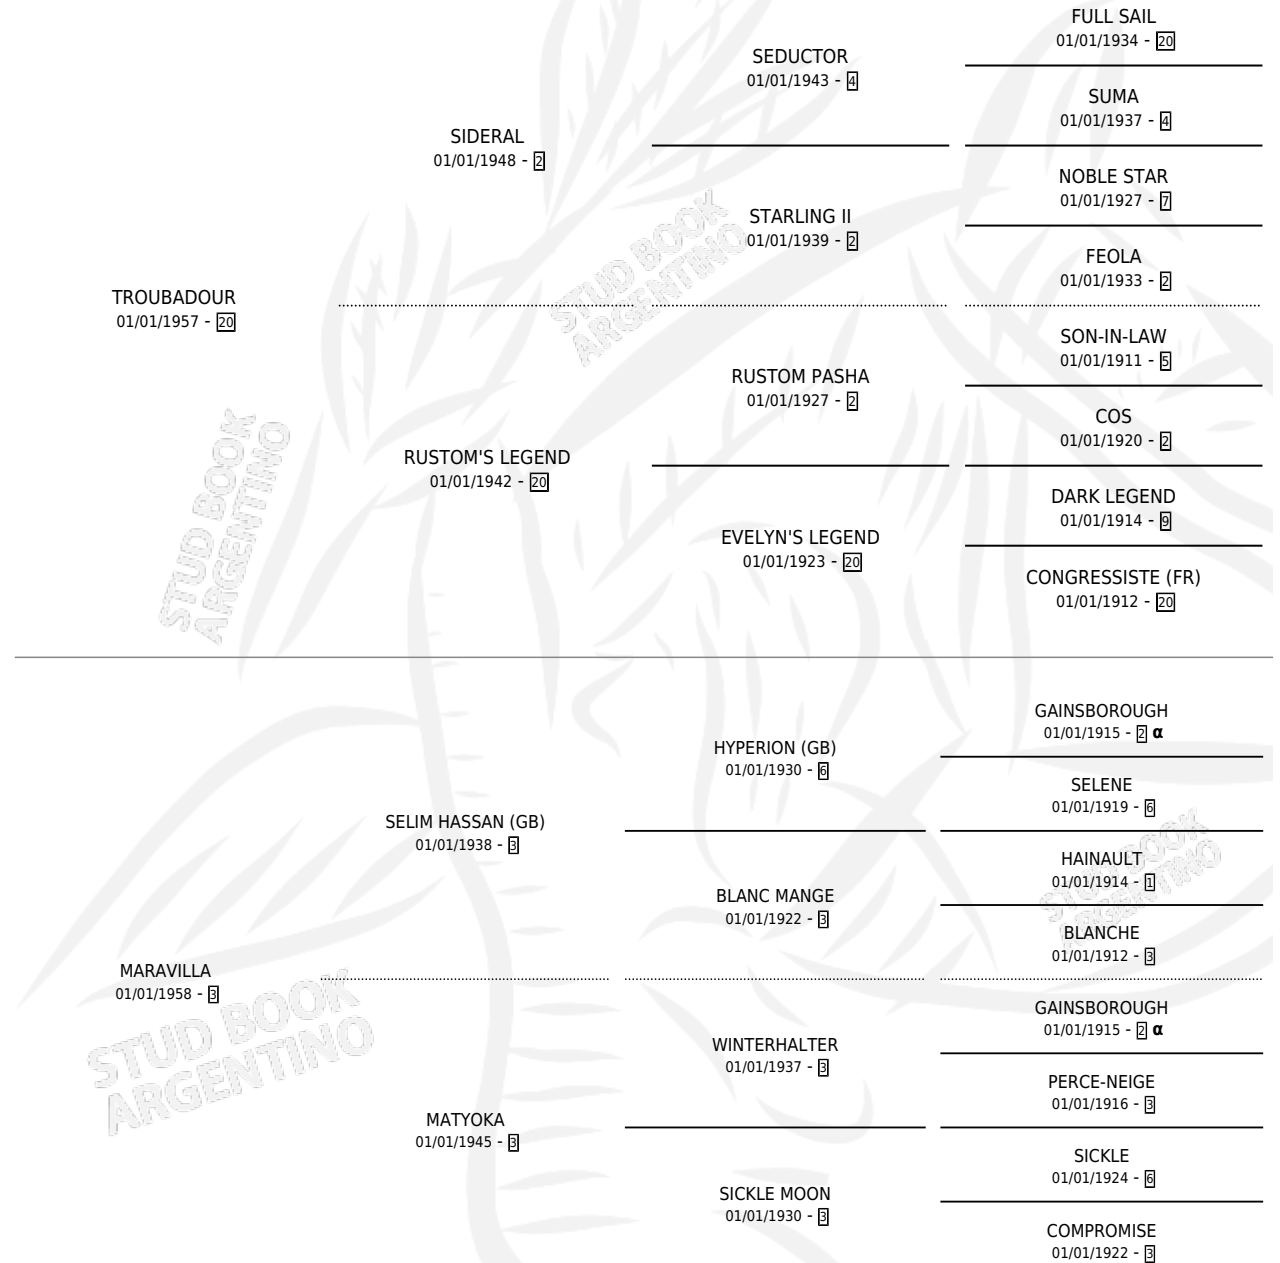 FULL SAIL
01/01/1934 - 20
SEDUCTOR
01/01/1943 - 4
SUMA
01/01/1937 - 4
SIDERAL
01/01/1948 - 2
NOBLE STAR
01/01/1927 - 7
STARLING II
01/01/1939 - 2
FEOLA
01/01/1933 - 2
STUD BOOK
ARGENTINO
TROUBADOUR
01/01/1957 - 20
SON-IN-LAW
01/01/1911 - 5
RUSTOM PASHA
01/01/1927 - 2
COS
01/01/1920 - 2
RUSTOM'S LEGEND
01/01/1942 - 20
DARK LEGEND
01/01/1914 - 9
EVELYN'S LEGEND
01/01/1923 - 20
CONGRESSISTE (FR)
01/01/1912 - 20
STUD BOOK
ARGENTINO
GAINSBOROUGH
01/01/1915 - 2 α
HYPERION (GB)
01/01/1930 - 6
SELENE
01/01/1919 - 6
SELIM HASSAN (GB)
01/01/1938 - 3
HAINAULT
01/01/1914 - 1
BLANC MANGE
01/01/1922 - 3
BLANCHE
01/01/1912 - 3
STUD BOOK
ARGENTINO
MARAVILLA
01/01/1958 - 3
GAINSBOROUGH
01/01/1915 - 2 α
WINTERHALTER
01/01/1937 - 3
PERCE-NEIGE
01/01/1916 - 3
STUD BOOK
ARGENTINO
MATYOKA
01/01/1945 - 3
SICKLE
01/01/1924 - 6
SICKLE MOON
01/01/1930 - 3
COMPROMISE
01/01/1922 - 3